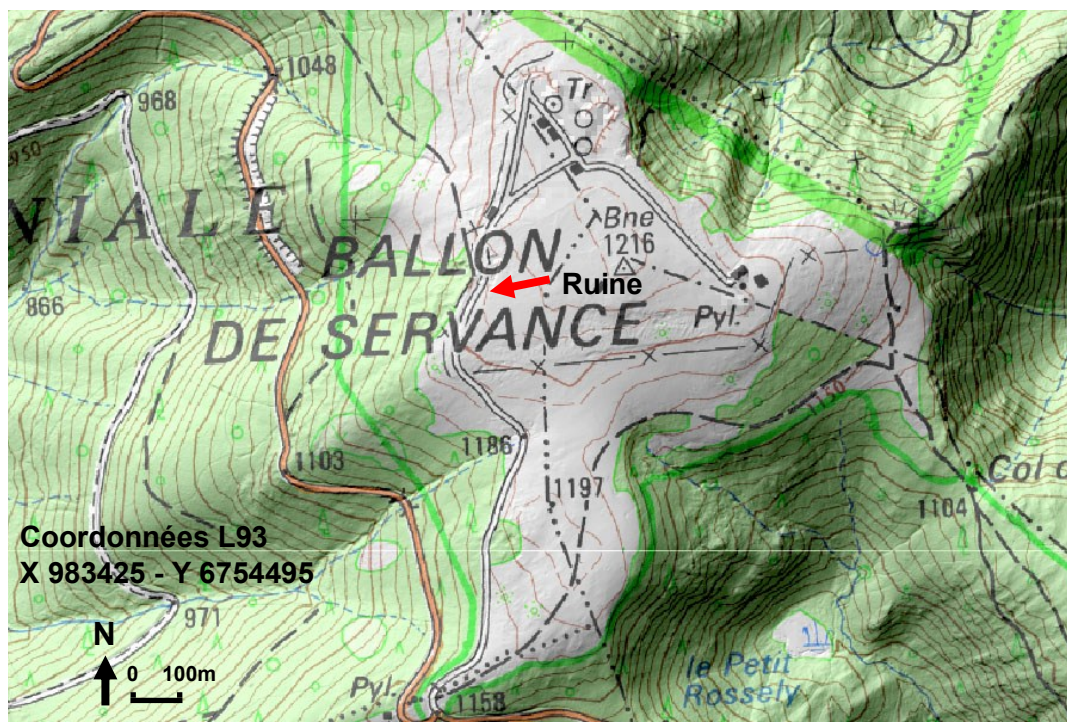 1048
968
Tr
950
NIALE
Bne
1216
BALLON
Ruine
866
Pyl.
DE SERVANCE
1186
1103
1197
Col
1104
Coordonnées L93
X 983425 - Y 6754495
971
N
0 100m
le Petit
Rossely
Pyl.
1158